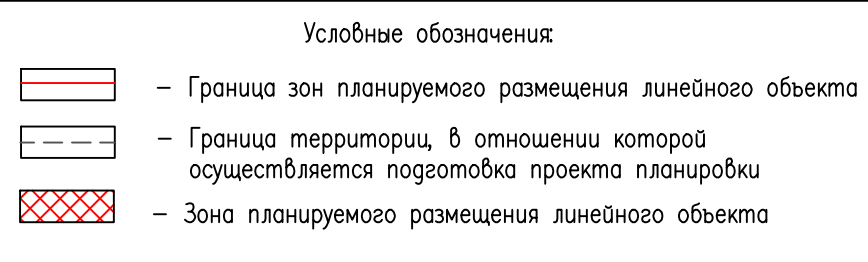 Условные обозначения:
– Граница зон планируемого размещения линейного объекта
– Граница территории, в отношении которой
осуществляется подготовка проекта планировки
– Зона планируемого размещения линейного объекта